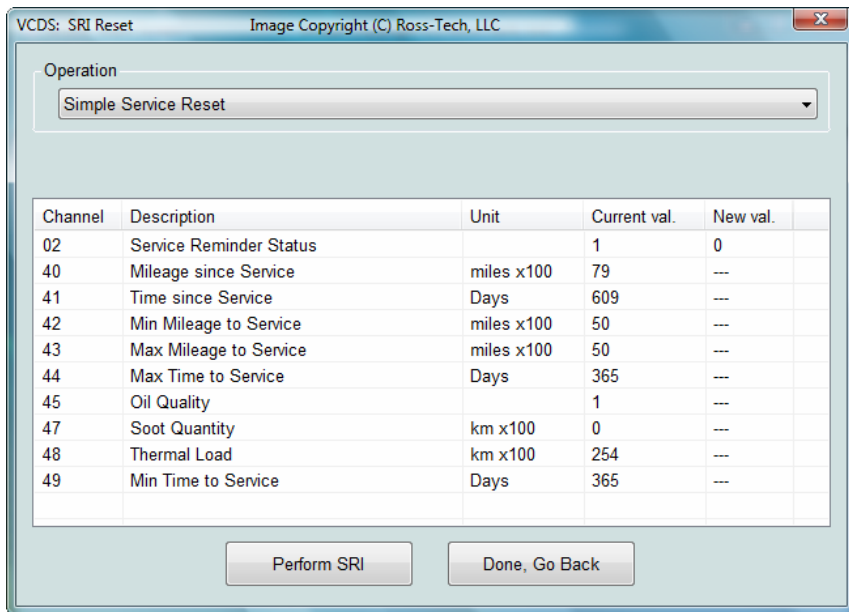 VCDS: SRI Reset Image Copyright (C) Ross-Tech, LLC
Operation
Simple Service Reset
Channel Description Unit Current val. New val.
02 Service Reminder Status 1 0
40 Mileage since Service miles x100 79 ---
41 Time since Service Days 609 ---
42 Min Mileage to Service miles x100 50 ---
43 Max Mileage to Service miles x100 50 ---
44 Max Time to Service Days 365 ---
45 Oil Quality 1 ---
47 Soot Quantity km x100 0 ---
48 Thermal Load km x100 254 ---
49 Min Time to Service Days 365 ---
Perform SRI Done, Go Back